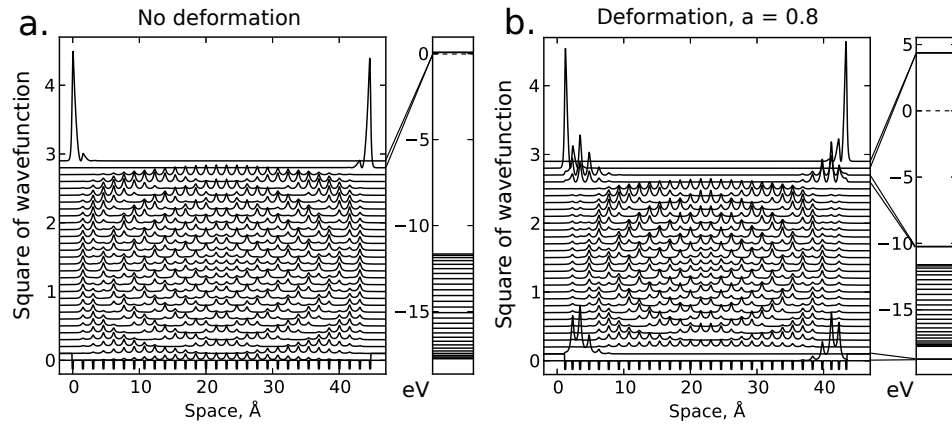 a.
No deformation
Square of wavefunction
4
3
2
1
0
0
10
20
30
40
Space, Å
0
−5
−10
−15
eV
b.
Deformation, a = 0.8
Square of wavefunction
4
3
2
1
0
0
10
20
30
40
Space, Å
5
0
−5
−10
−15
eV